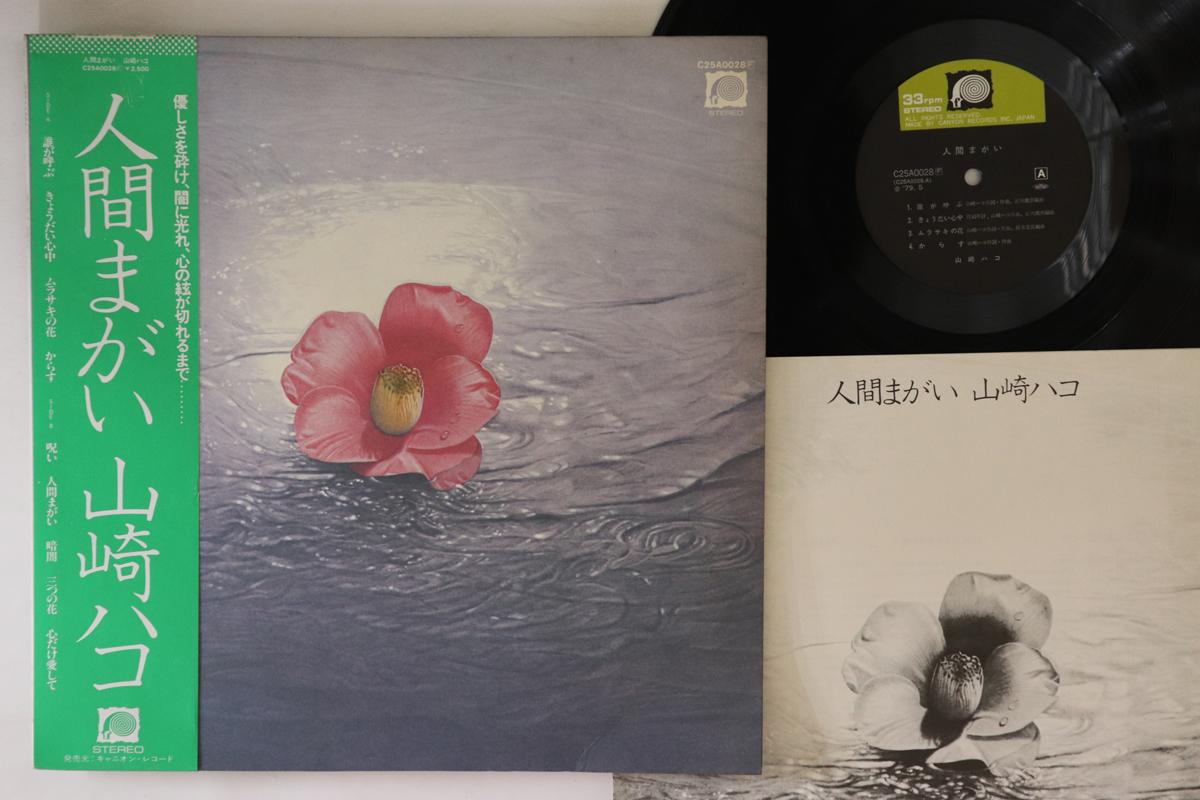 人間まがい 山崎ハコ
C25A0028 ¥2,500
優しさを砕け、闇に光れ、心の絃が切れるまで………
人間まがい 山崎ハコ
SIDE A 誰が呼ぶ きょうだい心中 ムラサキの花 からす SIDE B 呪い 人間まがい 暗闇 三つの花 心だけ愛して
STEREO
発売元:キャニオン・レコード
C25A0028
STEREO
33rpm
STEREO
ALL RIGHTS RESERVED.
MADE BY CANYON RECORDS INC. JAPAN
人間まがい
C25A0028
(C25A0028-A)
'79.5
A
1. 誰が呼ぶ
2. きょうだい心中
3. ムラサキの花
4. からす
山崎ハコ
人間まがい 山崎ハコ